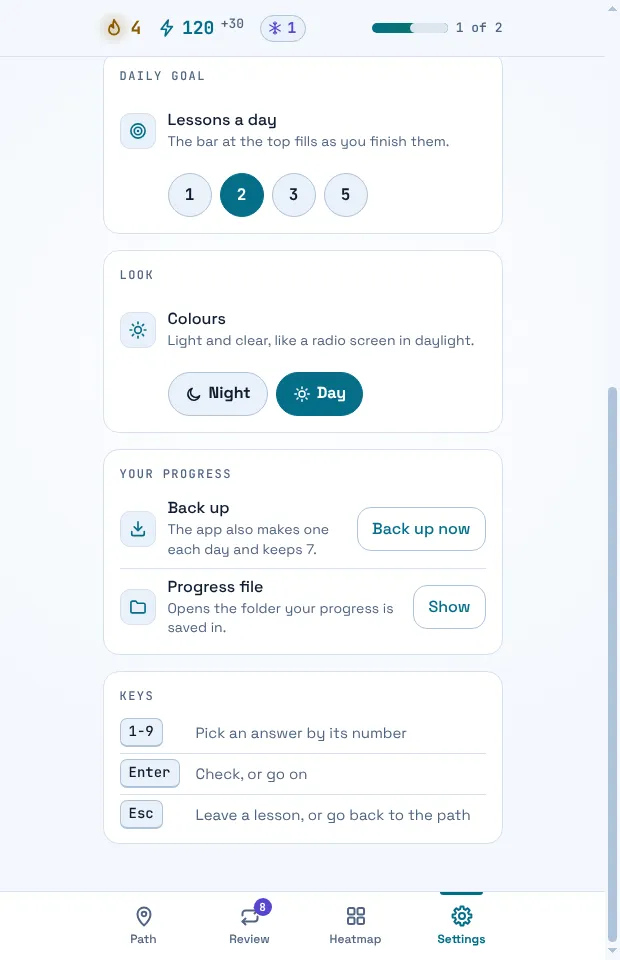 4 120 +30 1 1 of 2
DAILY GOAL
Lessons a day
The bar at the top fills as you finish them.
1 2 3 5
LOOK
Colours
Light and clear, like a radio screen in daylight.
Night Day
YOUR PROGRESS
Back up
The app also makes one
each day and keeps 7.
Back up now
Progress file
Opens the folder your progress is
saved in.
Show
KEYS
1-9 Pick an answer by its number
Enter Check, or go on
Esc Leave a lesson, or go back to the path
8
Path Review Heatmap Settings